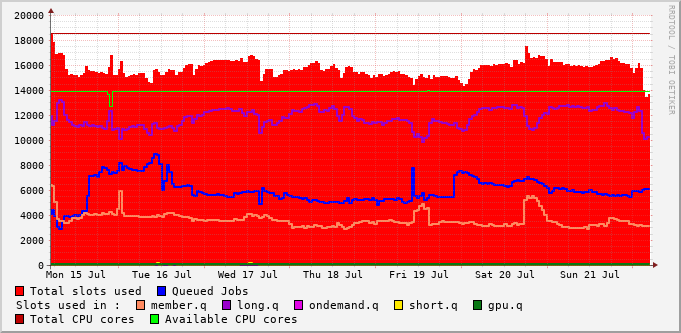 20000
18000
16000
14000
12000
10000
8000
6000
4000
2000
0
Mon 15 Jul Tue 16 Jul Wed 17 Jul Thu 18 Jul Fri 19 Jul Sat 20 Jul Sun 21 Jul
Total slots used Queued Jobs
Slots used in : member.q long.q ondemand.q short.q gpu.q
Total CPU cores Available CPU cores
RRDTOOL / TOBI OETIKER